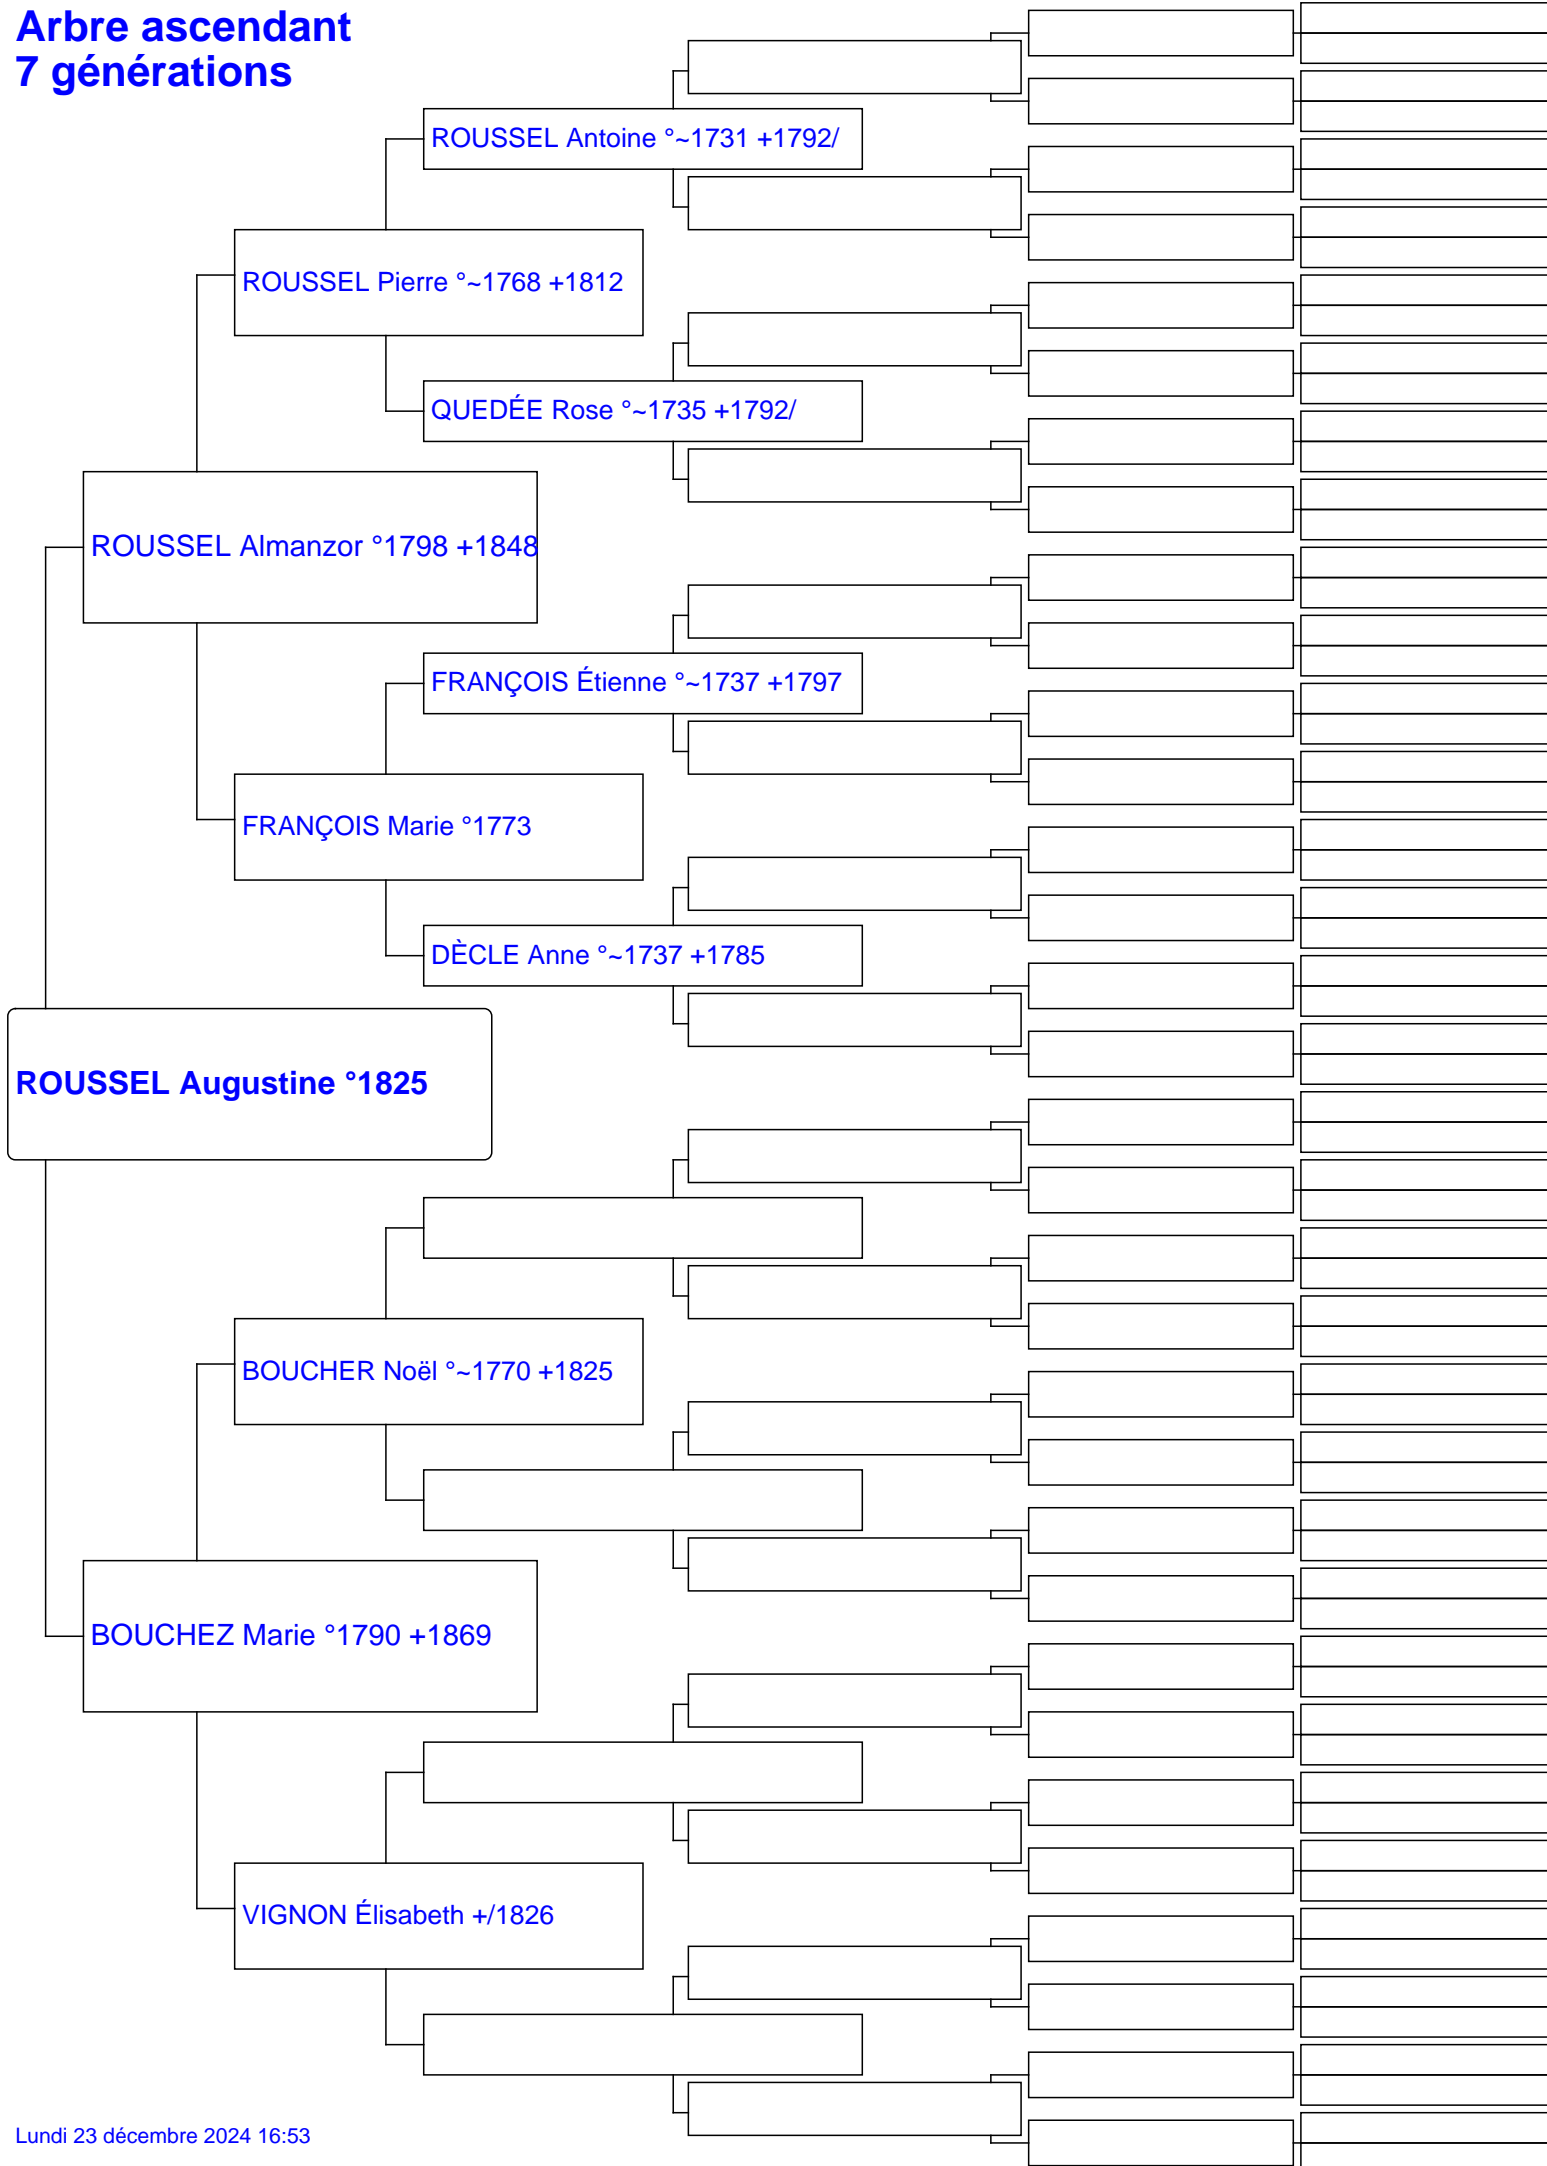 Arbre ascendant
7 générations
ROUSSEL Antoine °~1731 +1792/
ROUSSEL Pierre °~1768 +1812
QUEDÉE Rose °~1735 +1792/
ROUSSEL Almanzor °1798 +1848
FRANÇOIS Étienne °~1737 +1797
FRANÇOIS Marie °1773
DÈCLE Anne °~1737 +1785
ROUSSEL Augustine °1825
BOUCHER Noël °~1770 +1825
BOUCHEZ Marie °1790 +1869
VIGNON Élisabeth +/1826
Lundi 23 décembre 2024 16:53